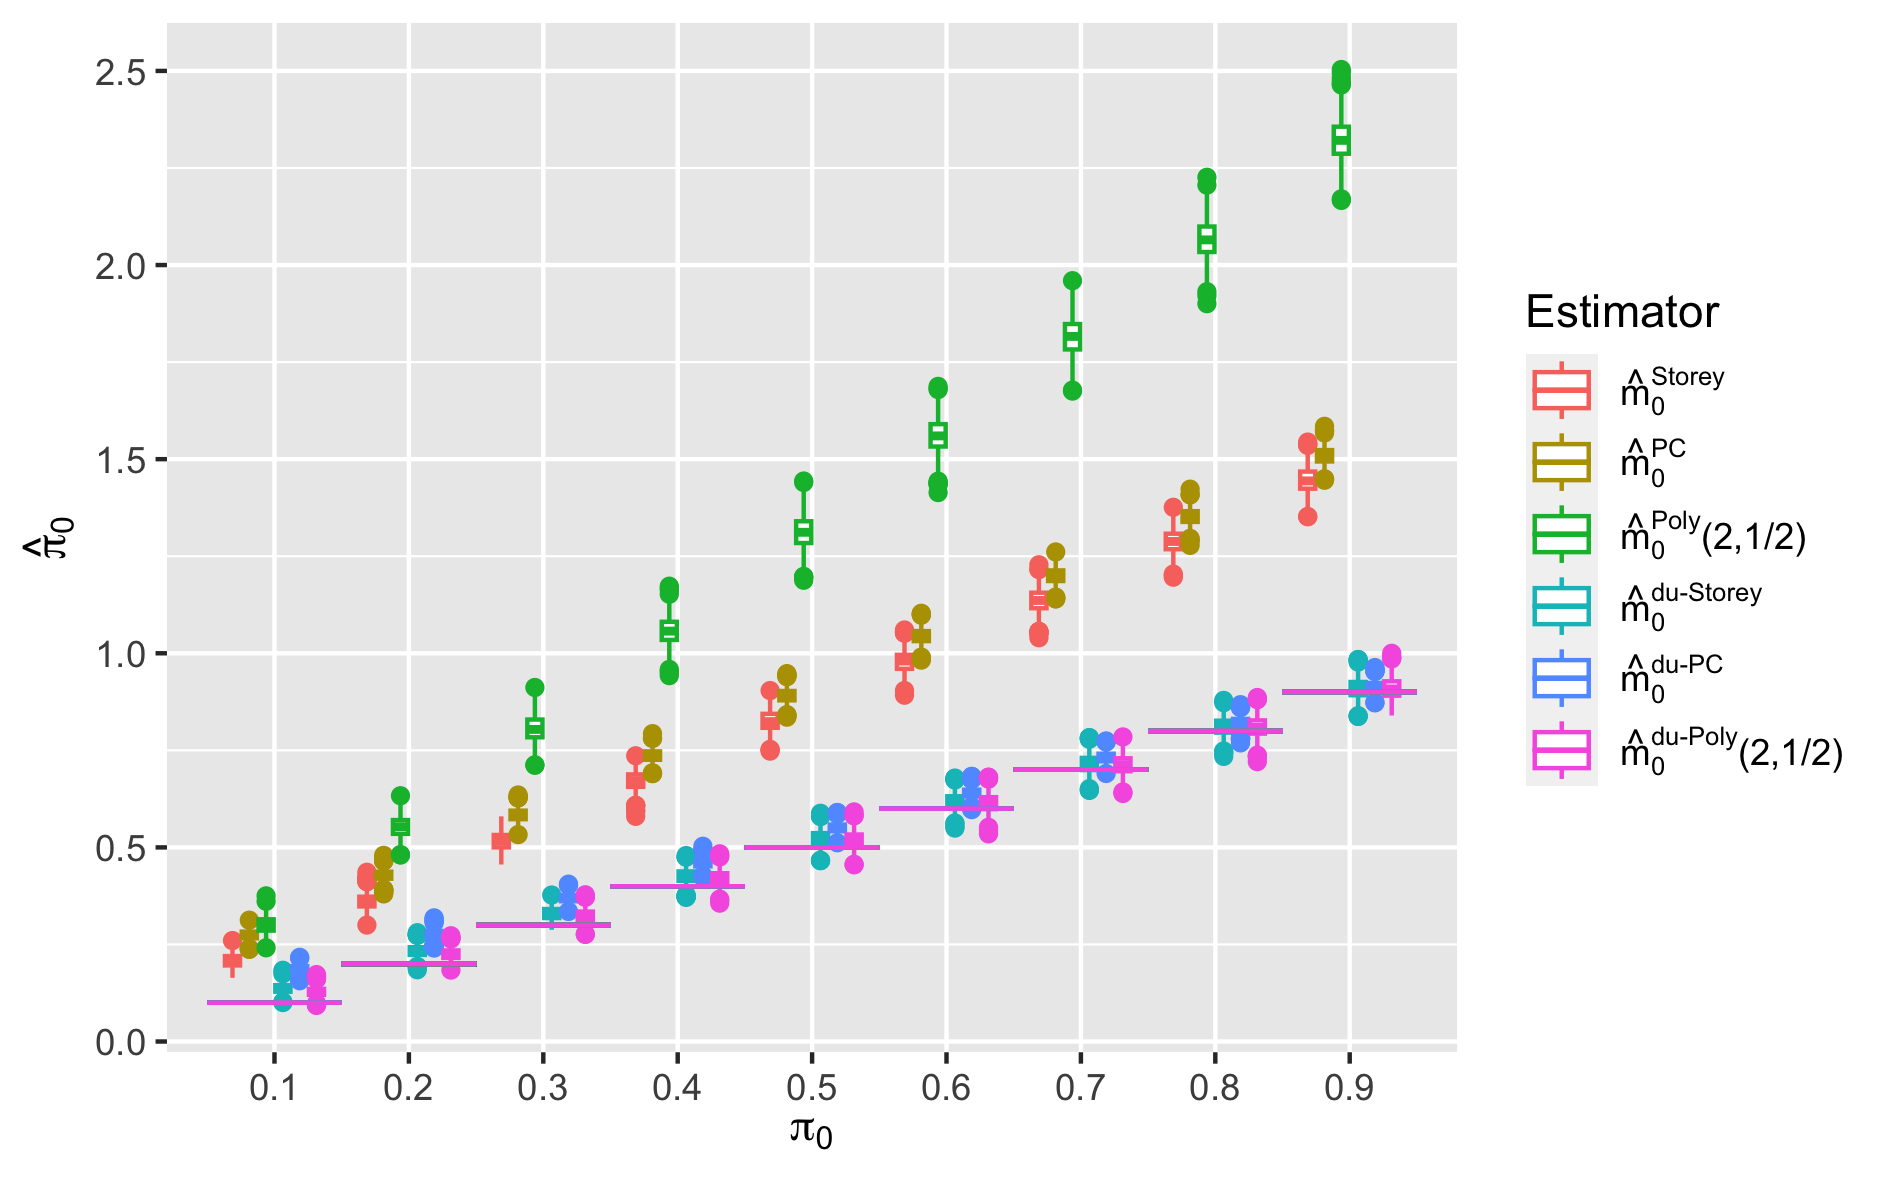 2.5
2.0
1.5
1.0
0.5
0.0
π̂₀
0.1 0.2 0.3 0.4 0.5 0.6 0.7 0.8 0.9
π₀
Estimator
m̂₀^Storey
m̂₀^PC
m̂₀^Poly(2,1/2)
m̂₀^du-Storey
m̂₀^du-PC
m̂₀^du-Poly(2,1/2)